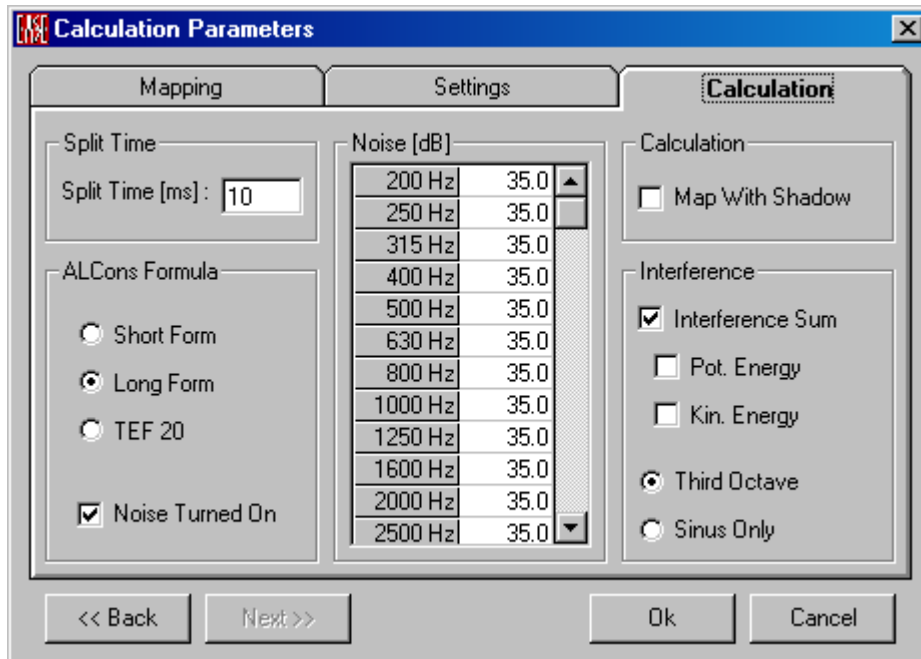 EASE Calculation Parameters
Mapping
Settings
Calculation
Split Time
Split Time [ms] : 10
ALCons Formula
Short Form
Long Form
TEF 20
Noise Turned On
Noise [dB]
200 Hz 35.0
250 Hz 35.0
315 Hz 35.0
400 Hz 35.0
500 Hz 35.0
630 Hz 35.0
800 Hz 35.0
1000 Hz 35.0
1250 Hz 35.0
1600 Hz 35.0
2000 Hz 35.0
2500 Hz 35.0
Calculation
Map With Shadow
Interference
Interference Sum
Pot. Energy
Kin. Energy
Third Octave
Sinus Only
<< Back
Next >>
Ok
Cancel